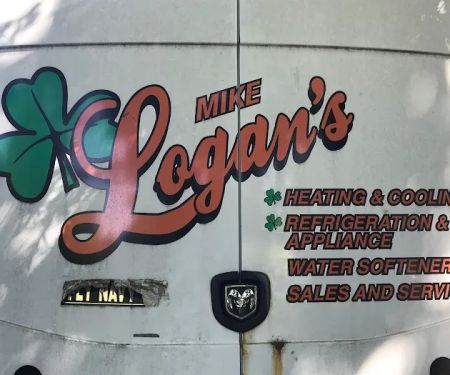 MIKE
Logan's
HEATING & COOLIN
REFRIGERATION &
APPLIANCE
WATER SOFTENER
SALES AND SERVI